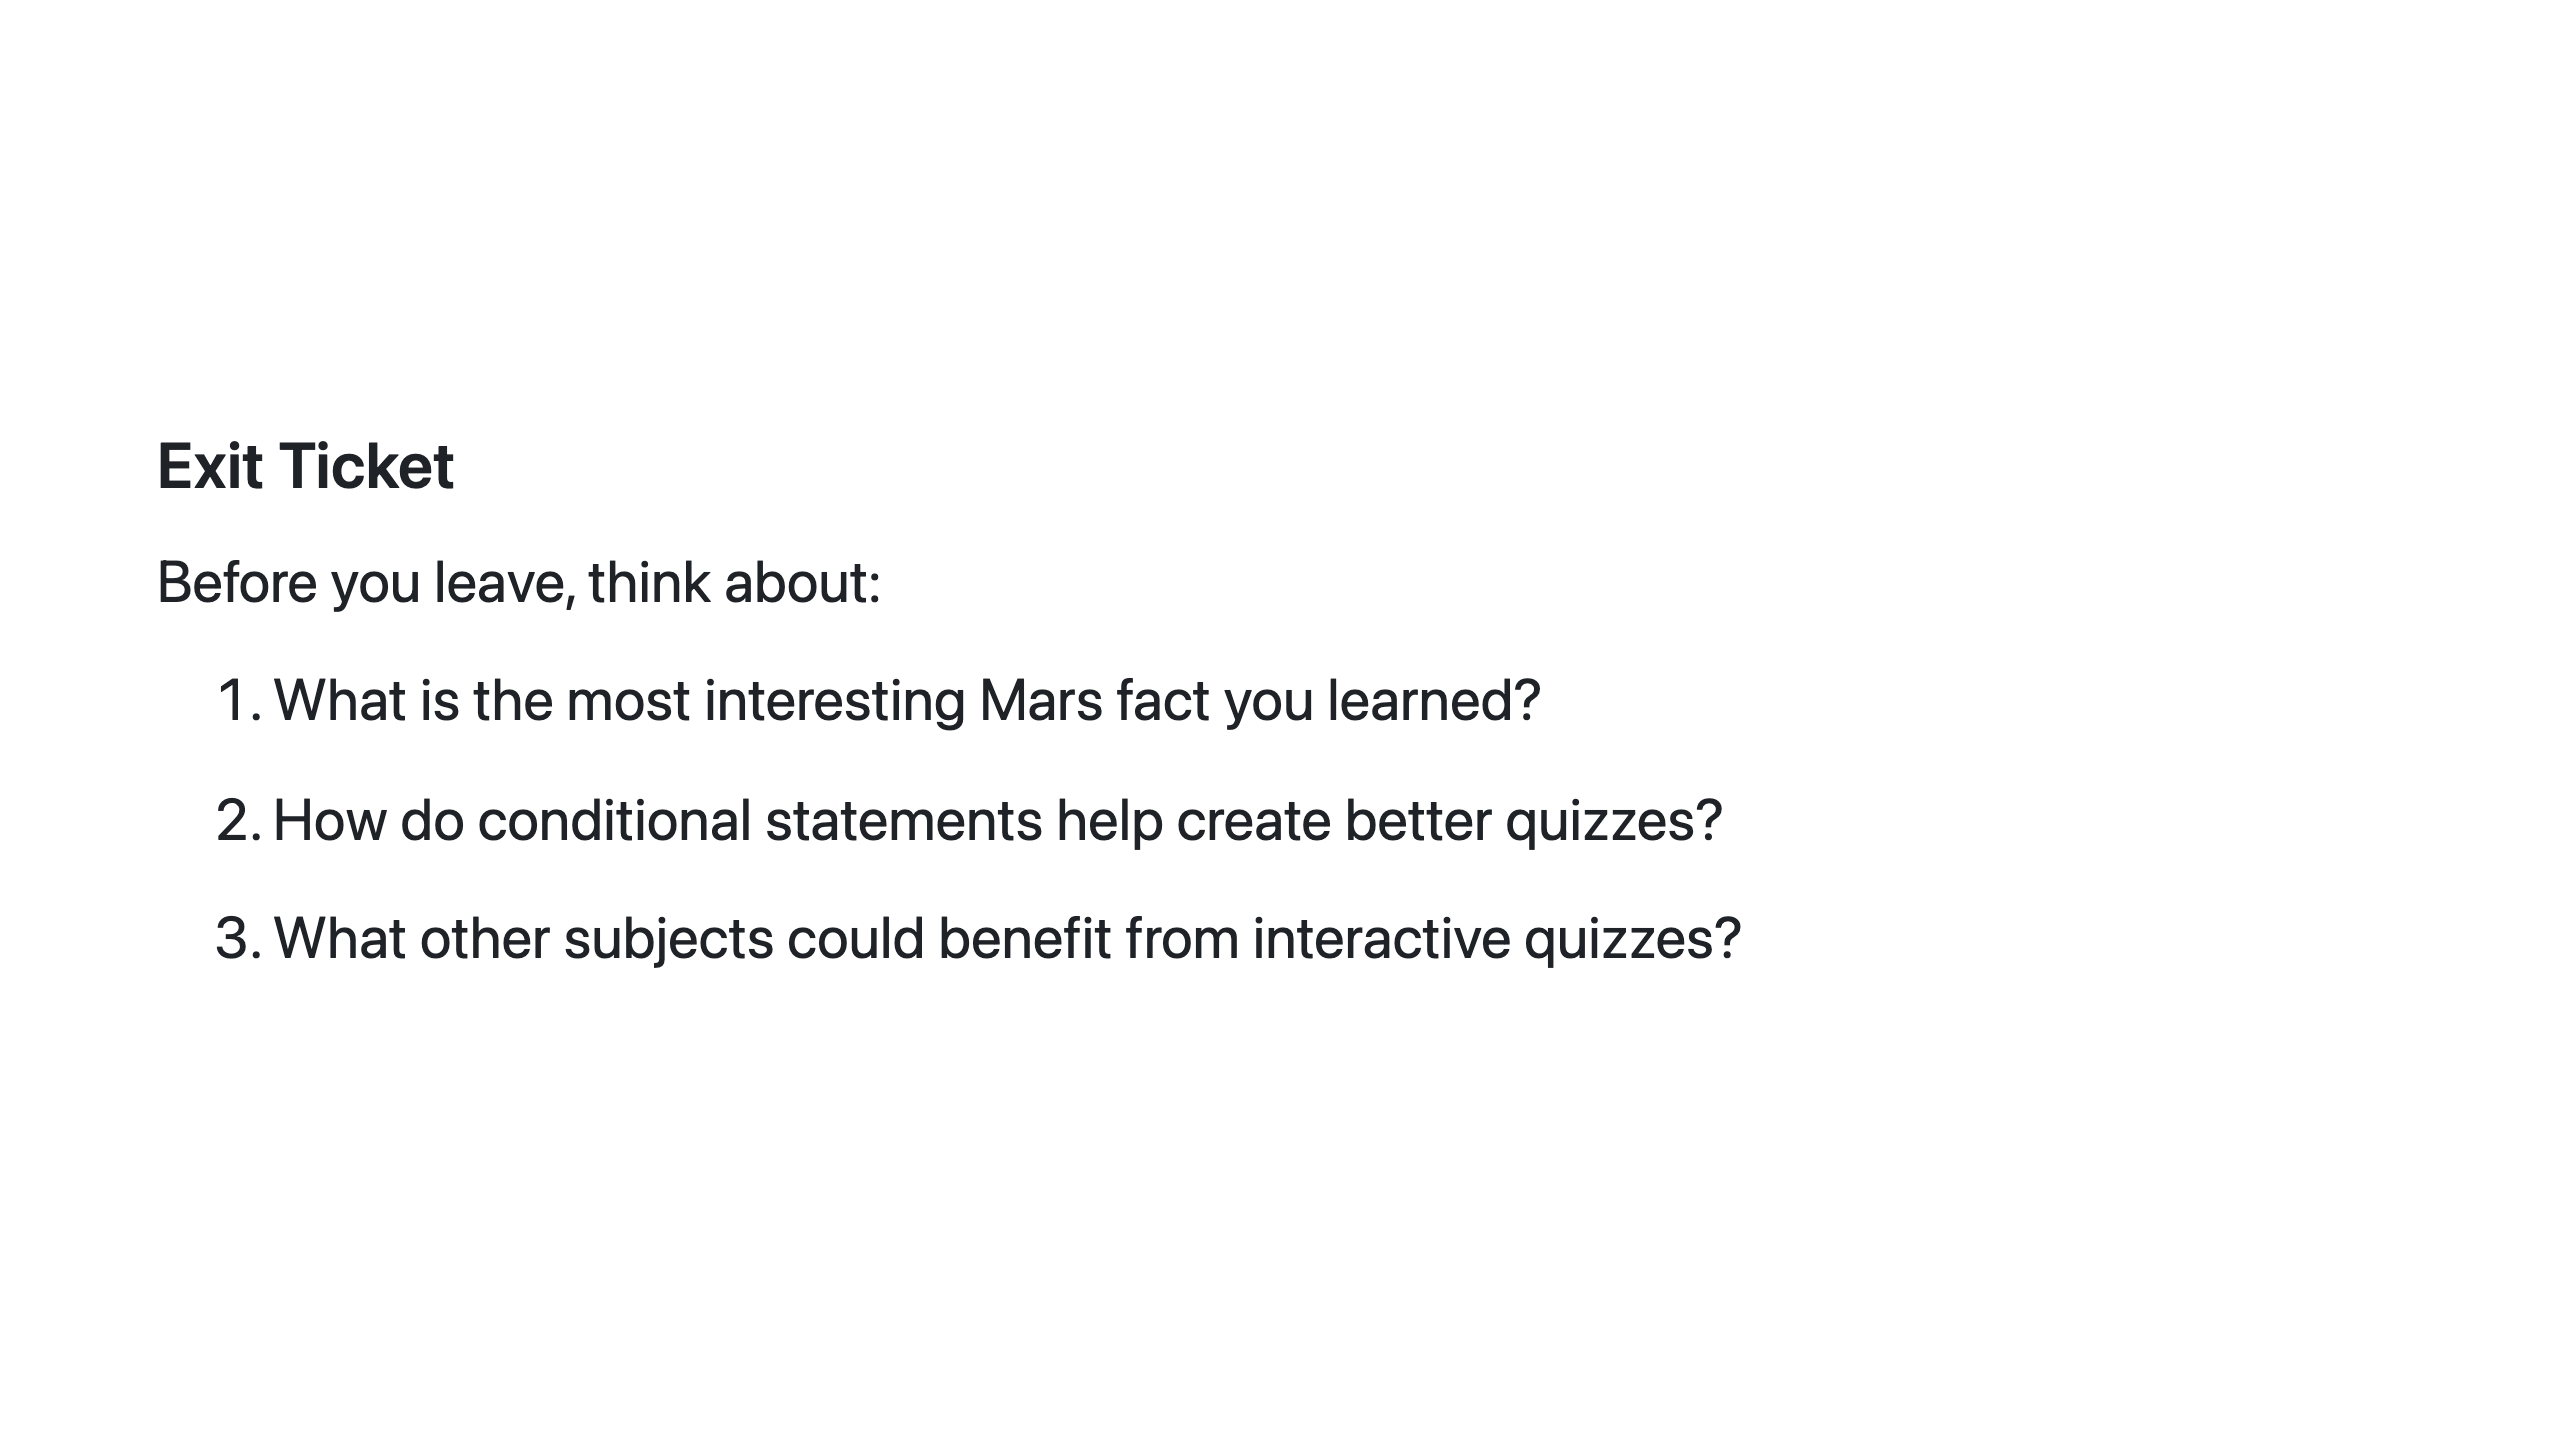 Exit Ticket
Before you leave, think about:
1. What is the most interesting Mars fact you learned?
2. How do conditional statements help create better quizzes?
3. What other subjects could benefit from interactive quizzes?